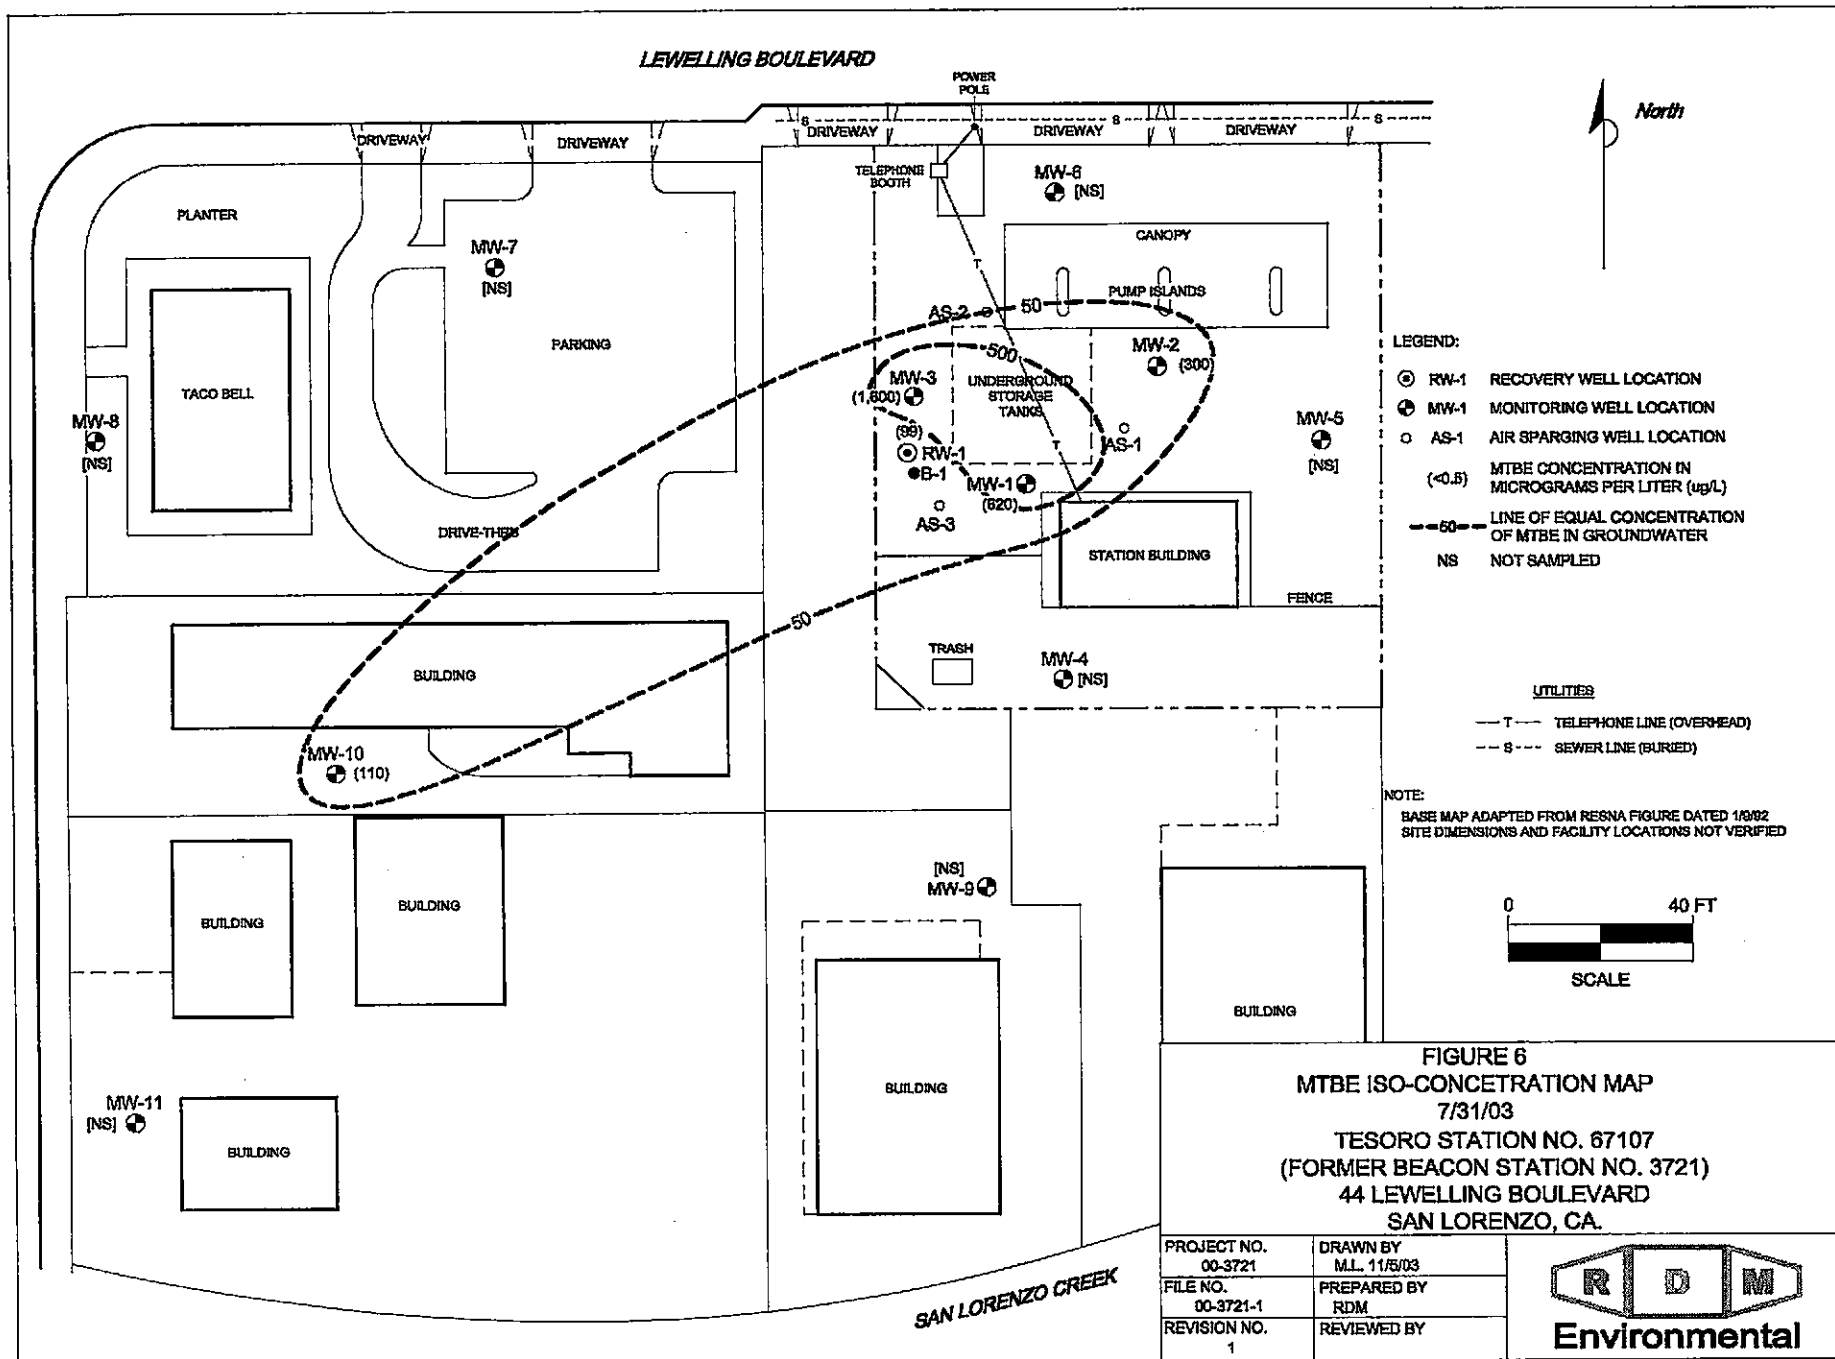 LEWELLING BOULEVARD
POWER
POLE
North
S
S
S
DRIVEWAY
DRIVEWAY
DRIVEWAY
DRIVEWAY
DRIVEWAY
TELEPHONE
BOOTH
MW-6
[NS]
PLANTER
CANOPY
MW-7
[NS]
T
PUMP ISLANDS
AS-2
50
PARKING
500
MW-2
(300)
LEGEND:
RW-1 RECOVERY WELL LOCATION
MW-1 MONITORING WELL LOCATION
AS-1 AIR SPARGING WELL LOCATION
MTBE CONCENTRATION IN
MICROGRAMS PER LITER (ug/L)
LINE OF EQUAL CONCENTRATION
OF MTBE IN GROUNDWATER
NS NOT SAMPLED
TACO BELL
MW-3
UNDERGROUND
STORAGE
TANKS
MW-8
[NS]
(99)
RW-1
B-1
T
AS-1
MW-5
[NS]
MW-1
(620)
AS-3
DRIVE-THRU
STATION BUILDING
FENCE
50
TRASH
MW-4
[NS]
BUILDING
MW-10
(110)
UTILITIES
T TELEPHONE LINE (OVERHEAD)
S SEWER LINE (BURIED)
NOTE:
BASE MAP ADAPTED FROM RESNA FIGURE DATED
SITE DIMENSIONS AND FACILITY LOCATIONS NOT VERIFIED
[NS]
MW-9
BUILDING
BUILDING
0 40 FT
SCALE
BUILDING
BUILDING
MW-11
[NS]
BUILDING
FIGURE 6
MTBE ISO-CONCETRATION MAP
7/31/03
TESORO STATION NO. 67107
(FORMER BEACON STATION NO. 3721)
44 LEWELLING BOULEVARD
SAN LORENZO, CA.
SAN LORENZO CREEK
PROJECT NO.
00-3721
DRAWN BY
M.L. 11/5/03
FILE NO.
00-3721-1
PREPARED BY
RDM
REVISION NO.
1
REVIEWED BY
R D M
Environmental